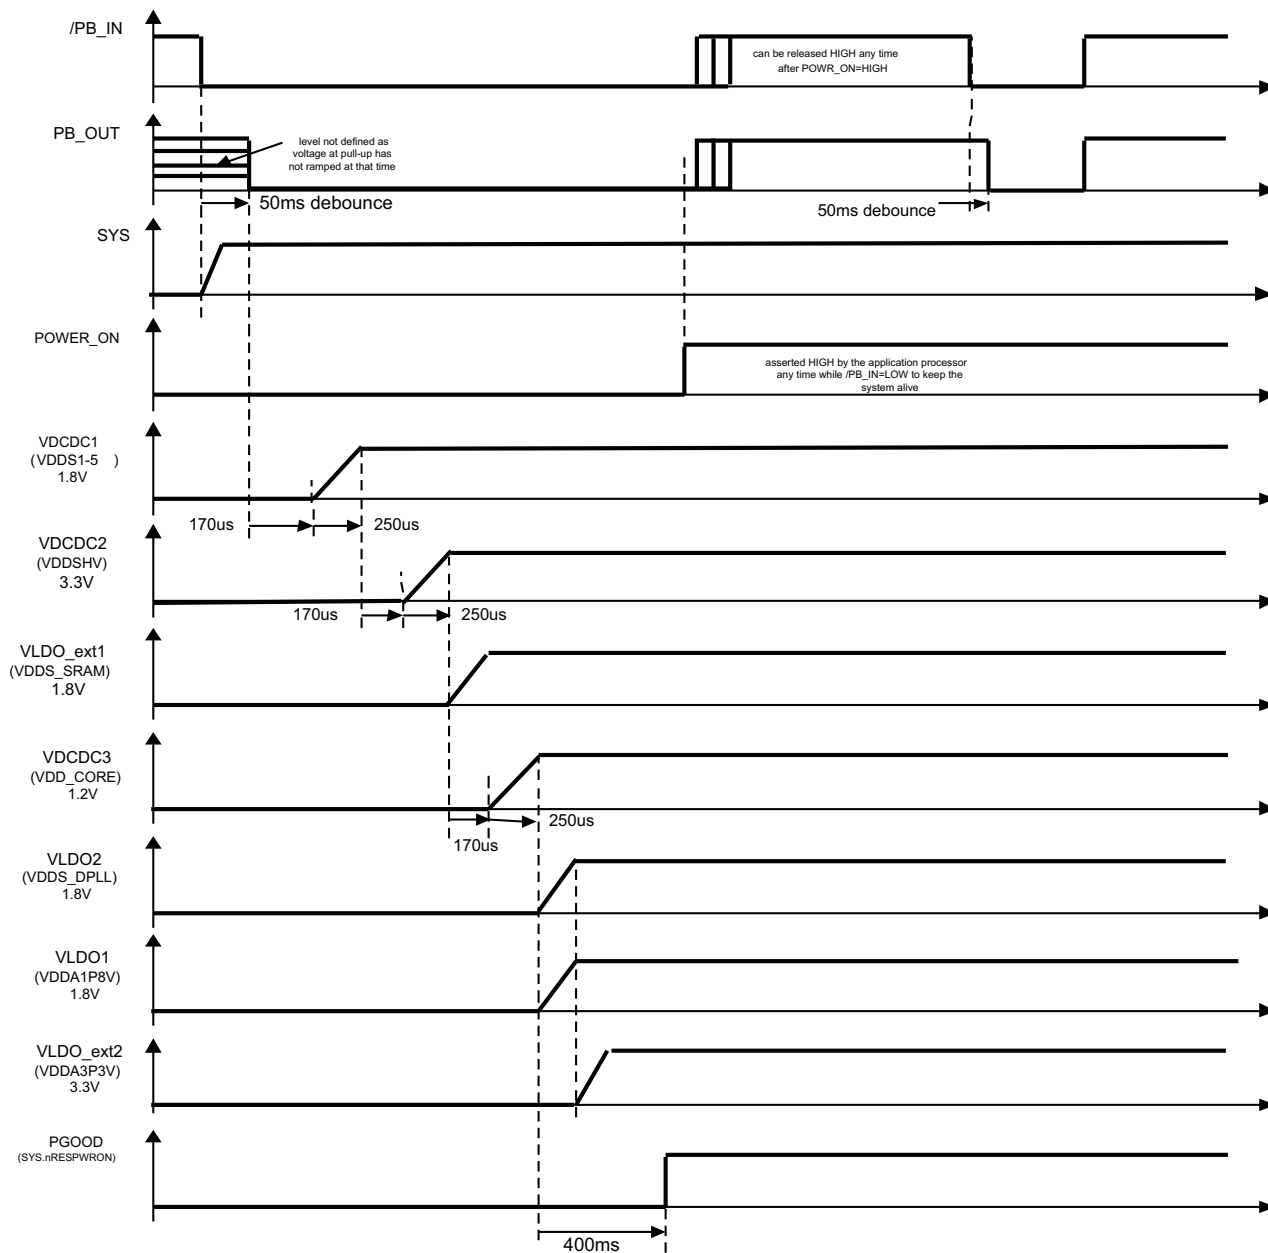 /PB_IN
can be released HIGH any time
after POWR_ON=HIGH
PB_OUT
level not defined as
voltage at pull-up has
not ramped at that time
50ms debounce
50ms debounce
SYS
POWER_ON
asserted HIGH by the application processor
any time while /PB_IN=LOW to keep the
system alive
VDCDC1
(VDDS1-5 )
1.8V
170us
250us
VDCDC2
(VDDSHV)
3.3V
170us
250us
VLDO_ext1
(VDDS_SRAM)
1.8V
VDCDC3
(VDD_CORE)
1.2V
250us
170us
VLDO2
(VDDS_DPLL)
1.8V
VLDO1
(VDDA1P8V)
1.8V
VLDO_ext2
(VDDA3P3V)
3.3V
PGOOD
(SYS.nRESPWRON)
400ms